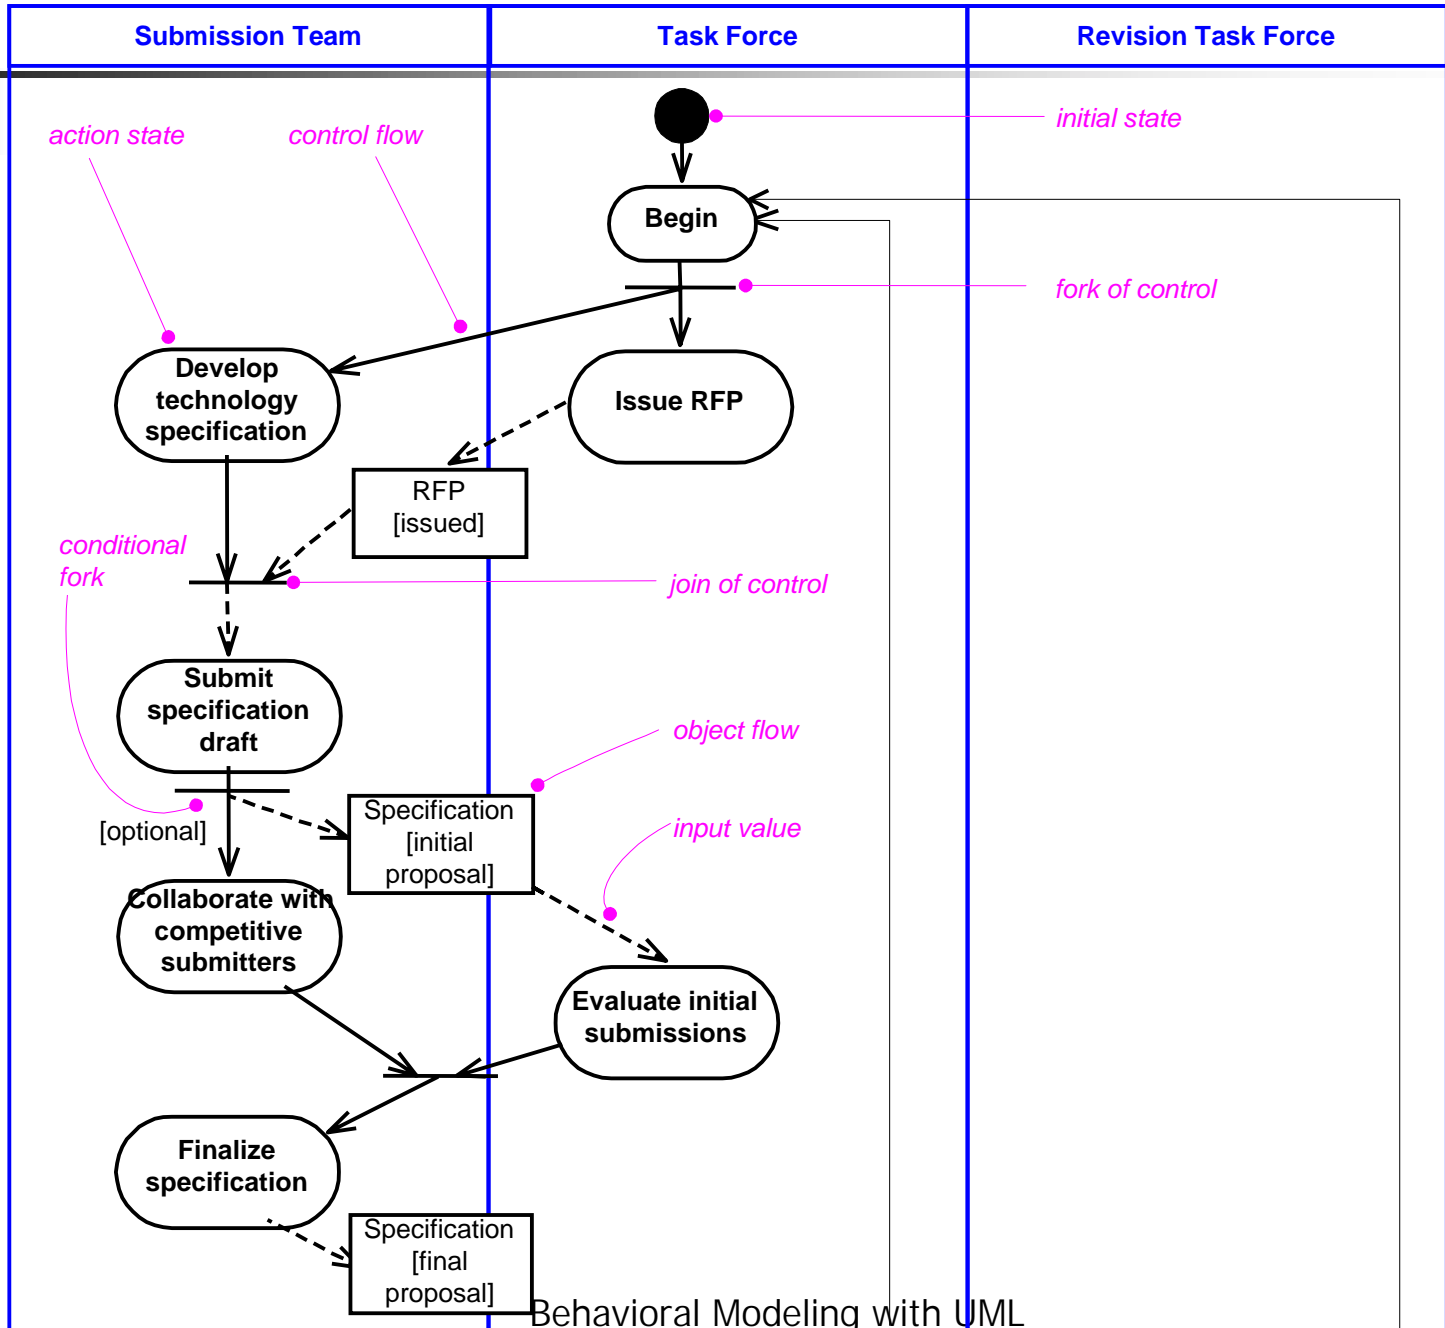 Submission Team
Task Force
Revision Task Force
action state
control flow
initial state
Begin
fork of control
Develop
technology
specification
Issue RFP
RFP
[issued]
conditional
fork
join of control
Submit
specification
draft
object flow
[optional]
Specification
[initial
proposal]
input value
Collaborate with
competitive
submitters
Evaluate initial
submissions
Finalize
specification
Specification
[final
proposal]
Behavioral Modeling with UML